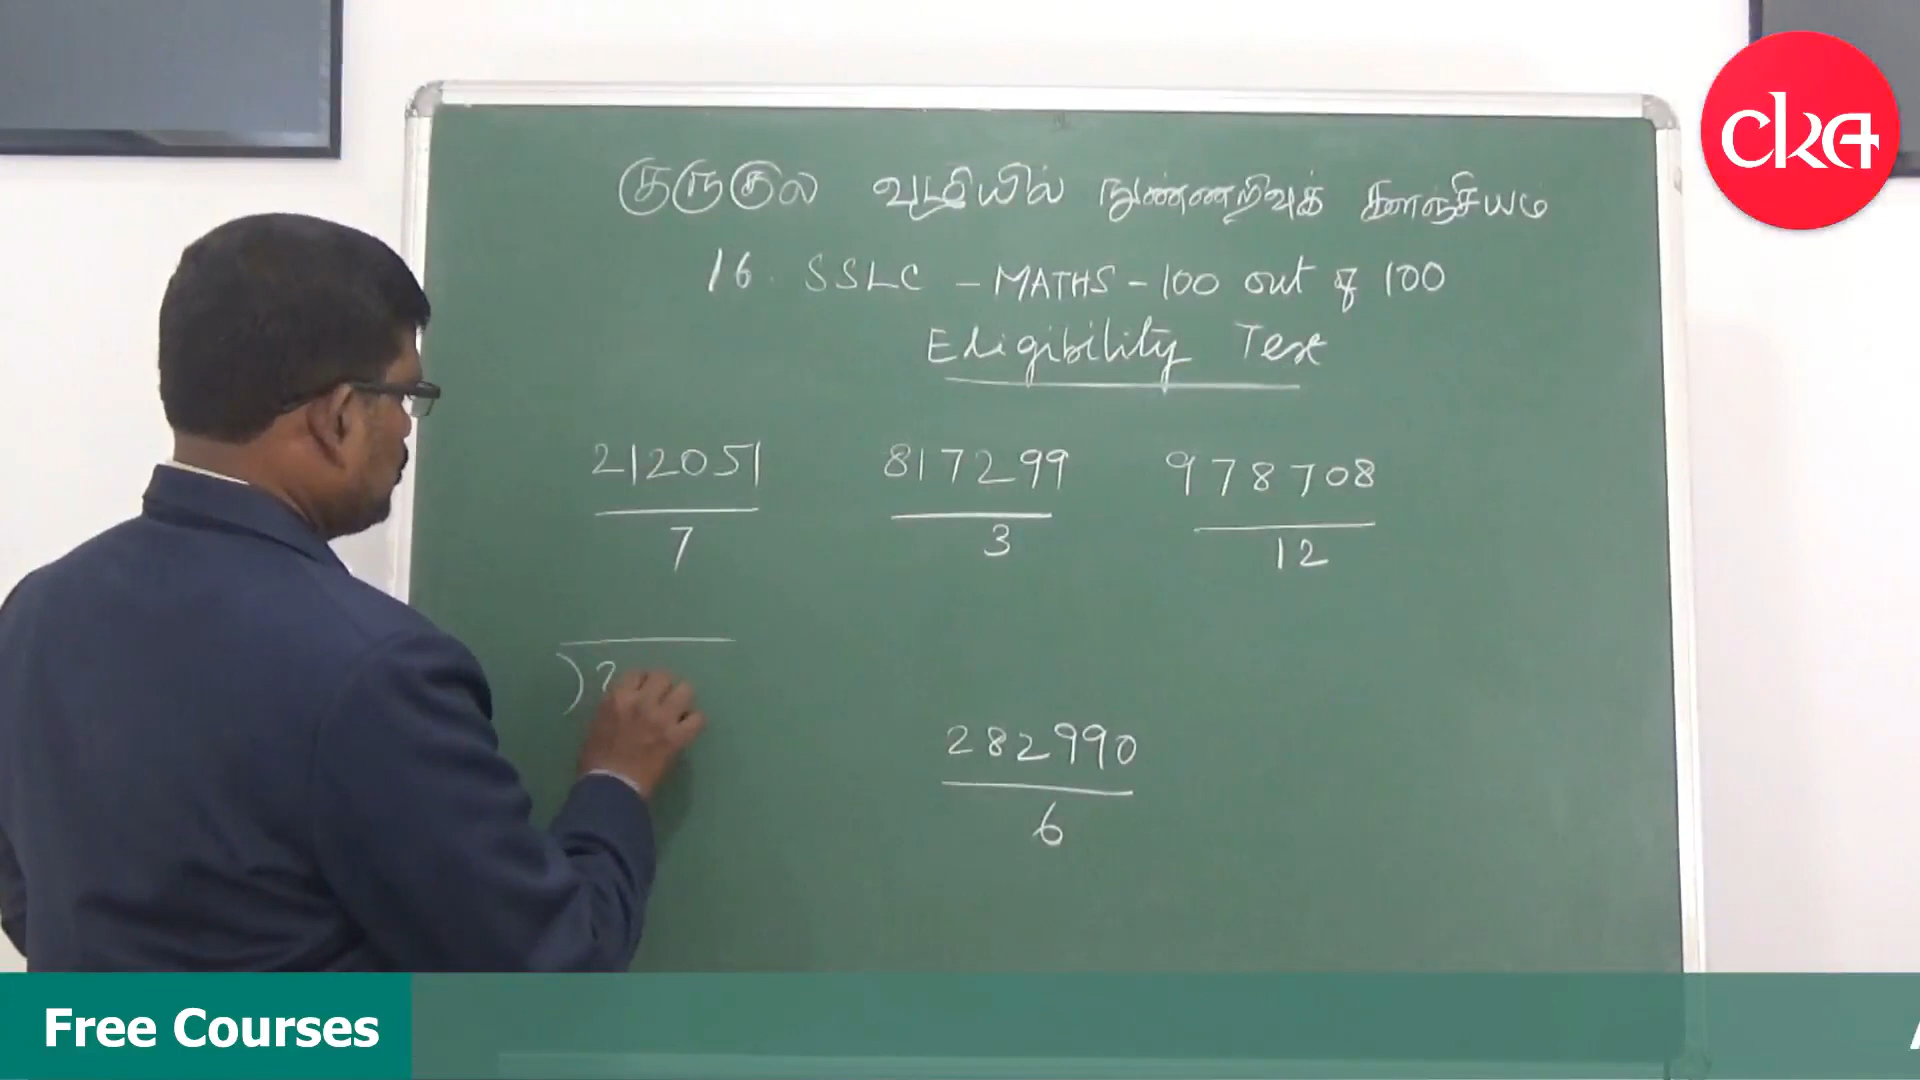 CKA
குருகுல வழியில் நுண்ணறிவுக் களஞ்சியம்
16. SSLC - MATHS - 100 out of 100
Eligibility Test
212051 817299 978708
7 3 12
)2
282990
6
Free Courses